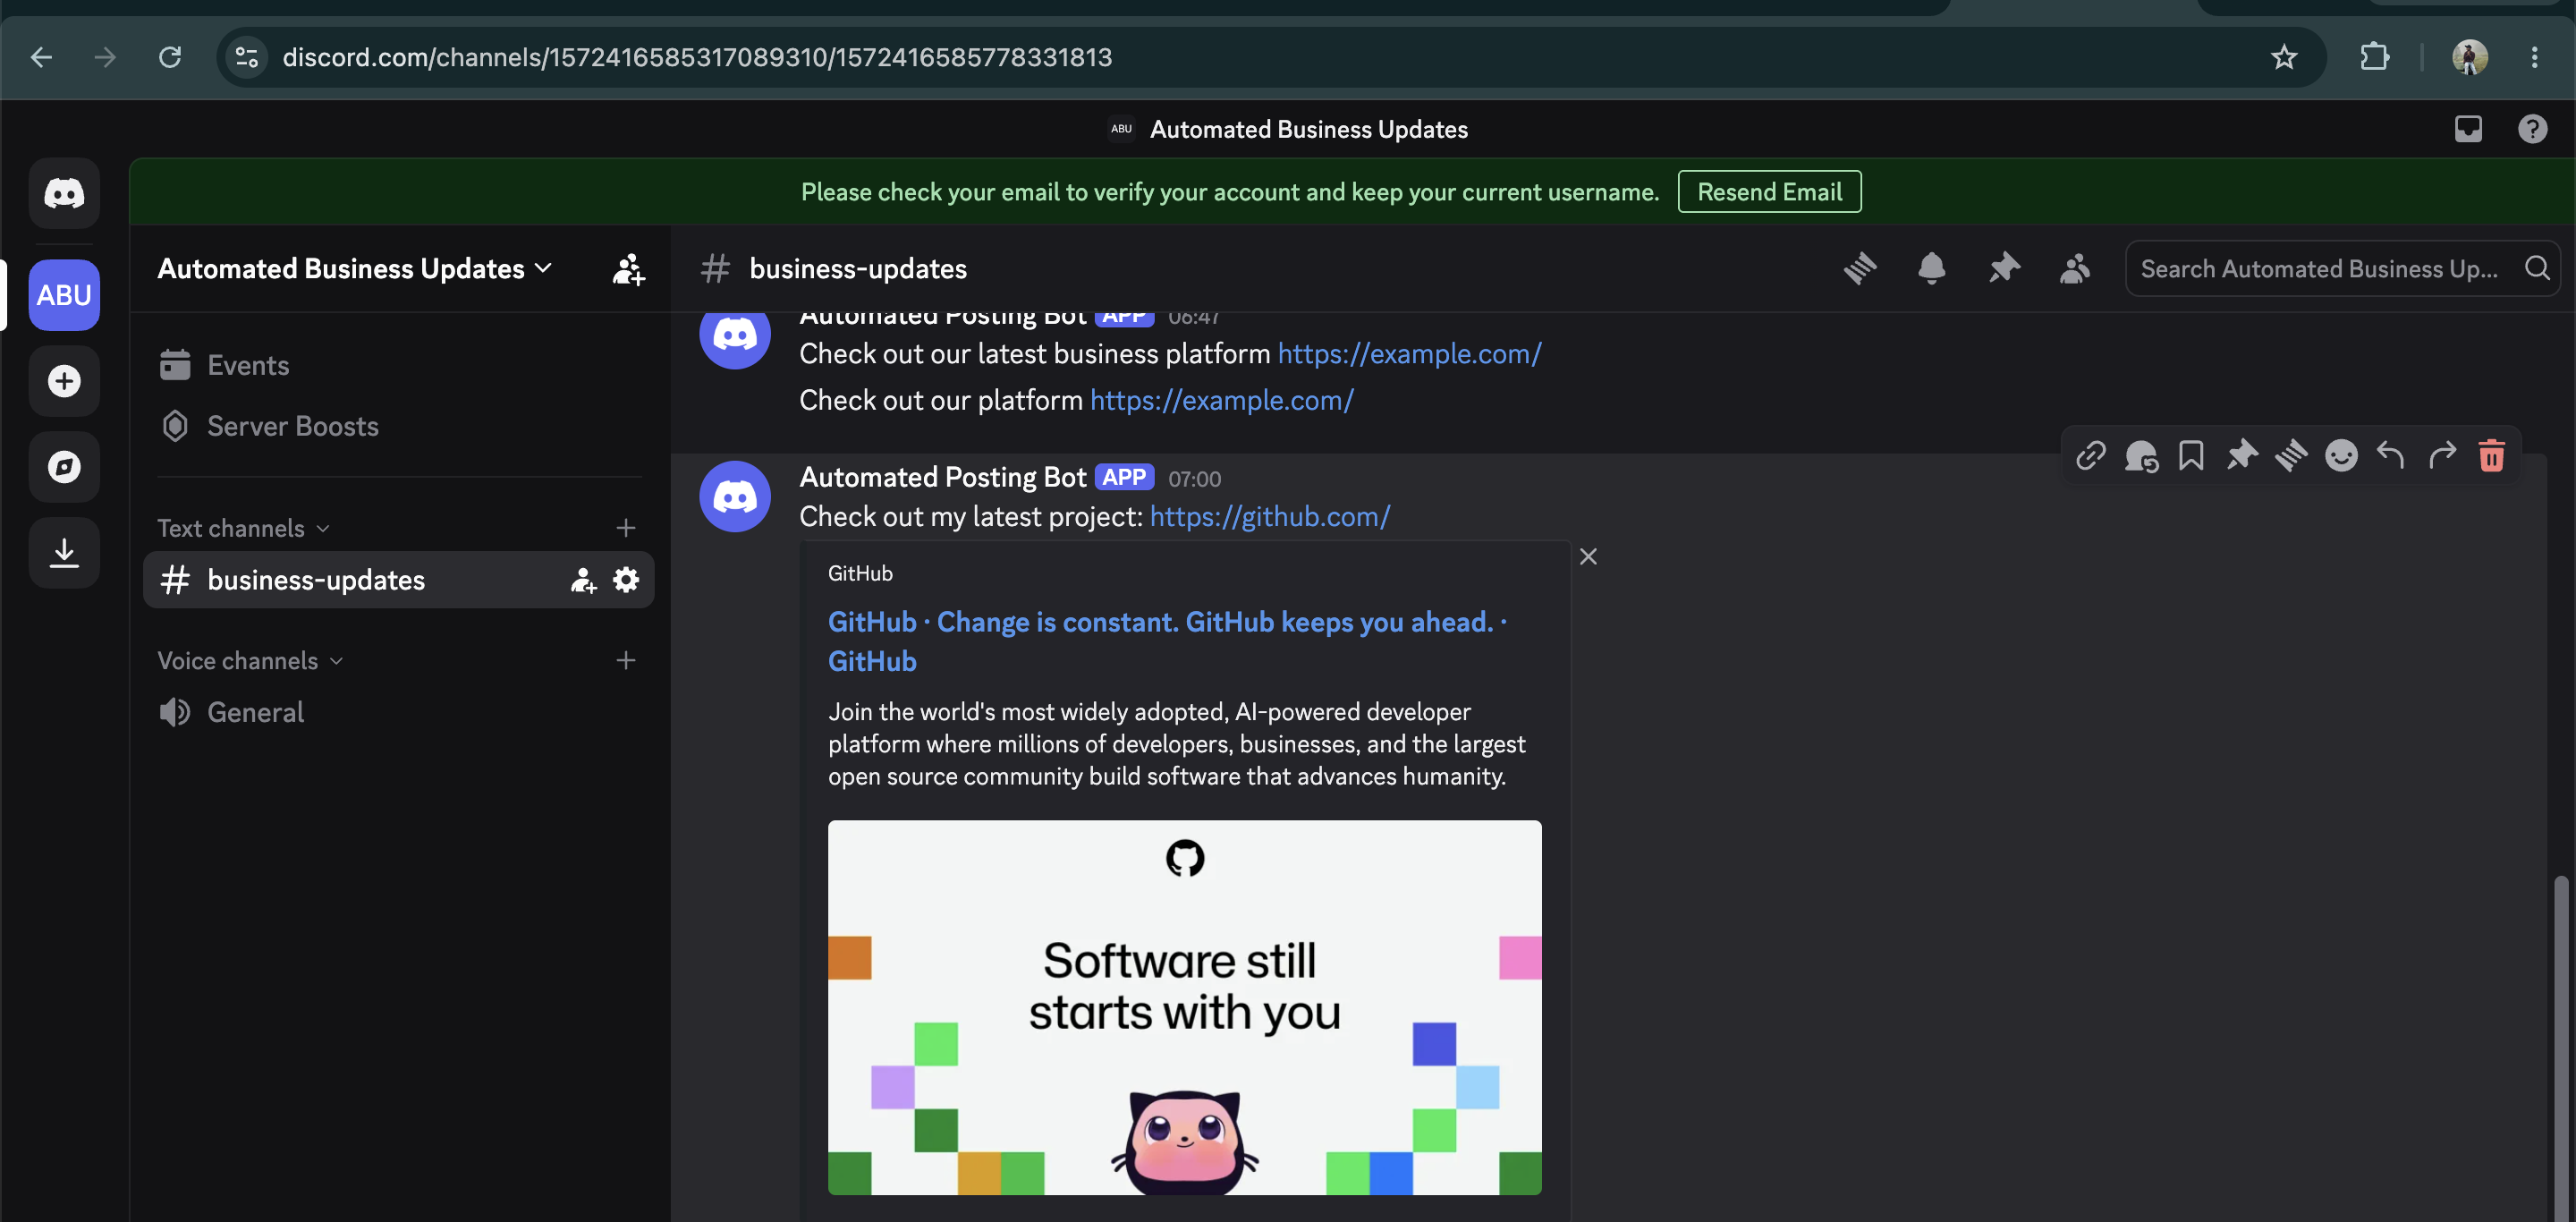 discord.com/channels/1572416585317089310/1572416585778331813
ABU Automated Business Updates
Please check your email to verify your account and keep your current username. Resend Email
ABU
Automated Business Updates
Events
Server Boosts
Text channels
business-updates
Voice channels
General
# business-updates
Search Automated Business Up...
Automated Posting Bot APP 06:47
Check out our latest business platform https://example.com/
Check out our platform https://example.com/
Automated Posting Bot APP 07:00
Check out my latest project: https://github.com/
GitHub
GitHub · Change is constant. GitHub keeps you ahead. ·
GitHub
Join the world's most widely adopted, AI-powered developer
platform where millions of developers, businesses, and the largest
open source community build software that advances humanity.
Software still
starts with you